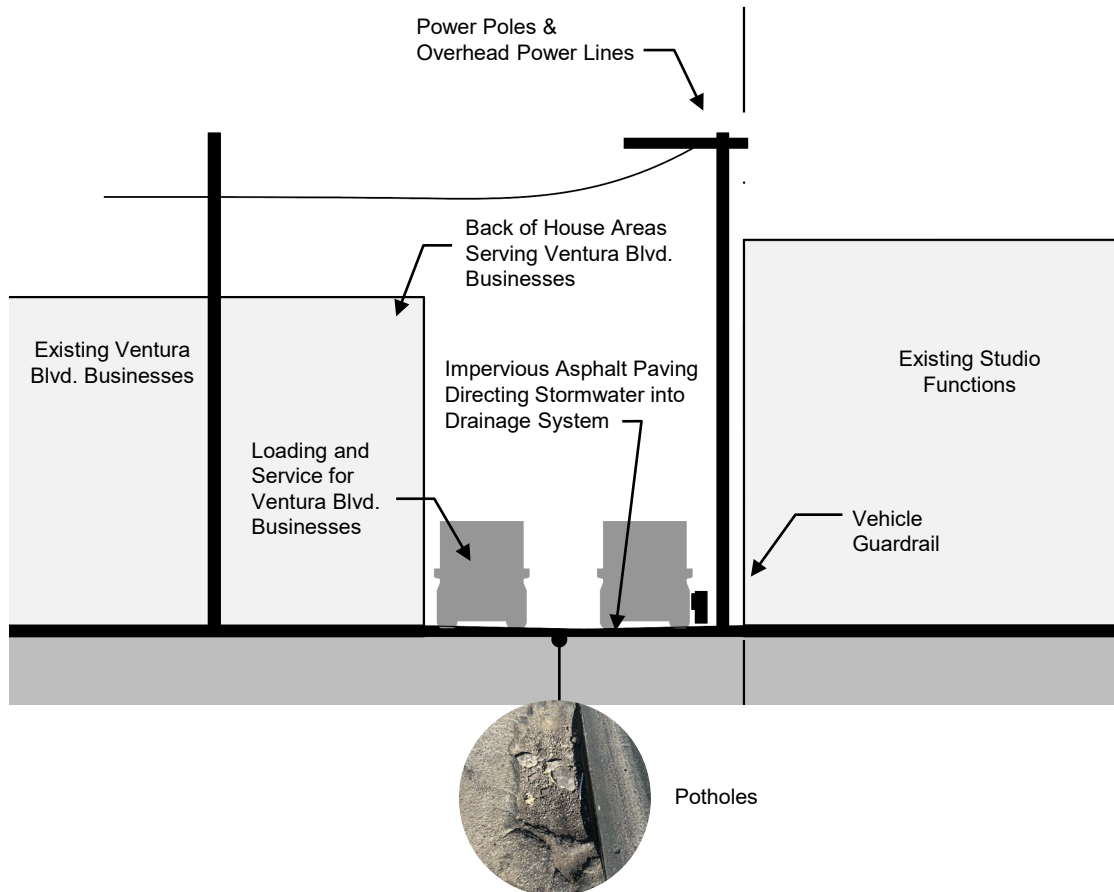 Power Poles &
Overhead Power Lines
Back of House Areas
Serving Ventura Blvd.
Businesses
Existing Ventura
Blvd. Businesses
Impervious Asphalt Paving
Directing Stormwater into
Drainage System
Existing Studio
Functions
Loading and
Service for
Ventura Blvd.
Businesses
Vehicle
Guardrail
Potholes